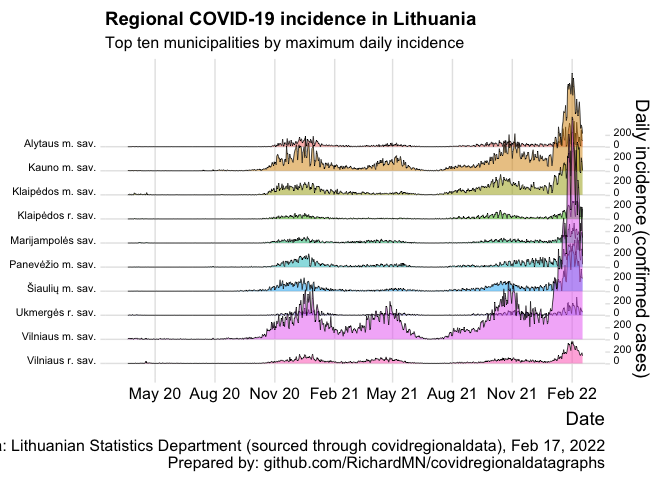 Regional COVID-19 incidence in Lithuania
Top ten municipalities by maximum daily incidence
Alytaus m. sav.
Kauno m. sav.
Klaipėdos m. sav.
Klaipėdos r. sav.
Marijampolės sav.
Panevėžio m. sav.
Šiaulių m. sav.
Ukmergės r. sav.
Vilniaus m. sav.
Vilniaus r. sav.
200
0
200
0
200
0
200
0
200
0
200
0
200
0
200
0
200
0
200
0
Daily incidence (confirmed cases)
May 20 Aug 20 Nov 20 Feb 21 May 21 Aug 21 Nov 21 Feb 22
Date
: Lithuanian Statistics Department (sourced through covidregionaldata), Feb 17, 2022
Prepared by: github.com/RichardMN/covidregionaldatagraphs